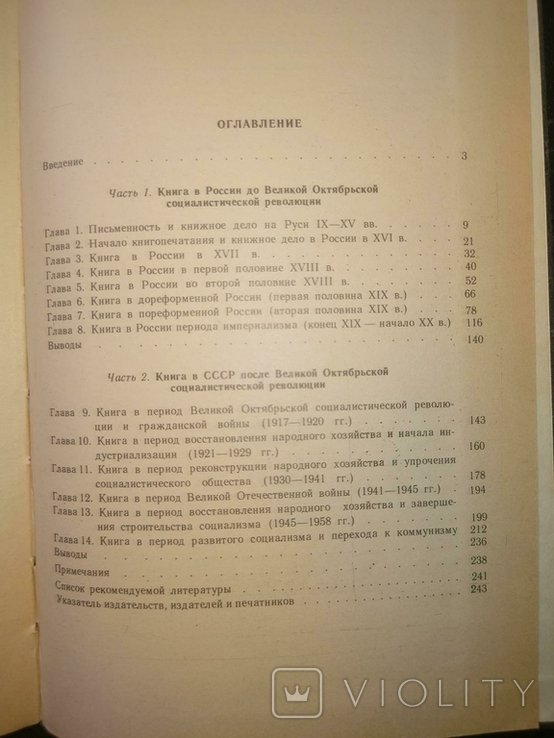 ОГЛАВЛЕНИЕ
Введение . . . . . . . . . . . . . . . . . . 3
Часть 1. Книга в России до Великой Октябрьской
социалистической революции
Глава 1. Письменность и книжное дело на Руси IX—XV вв. . 9
Глава 2. Начало книгопечатания и книжное дело в России в XVI в. 21
Глава 3. Книга в России в XVII в. . . . . . . . . 32
Глава 4. Книга в России в первой половине XVIII в. . . . 40
Глава 5. Книга в России во второй половине XVIII в. . . . 52
Глава 6. Книга в дореформенной России (первая половина XIX в.) 66
Глава 7. Книга в пореформенной России (вторая половина XIX в.) 78
Глава 8. Книга в России периода империализма (конец XIX — начало XX в.) 116
Выводы . . . . . . . . . . . . . . . . . . 140
Часть 2. Книга в СССР после Великой Октябрьской
социалистической революции
Глава 9. Книга в период Великой Октябрьской социалистической револю-
ции и гражданской войны (1917—1920 гг.) . . . . . 143
Глава 10. Книга в период восстановления народного хозяйства и начала ин-
дустриализации (1921—1929 гг.) . . . . . . . . 160
Глава 11. Книга в период реконструкции народного хозяйства и упрочения
социалистического общества (1930—1941 гг.) . . . . 178
Глава 12. Книга в период Великой Отечественной войны (1941—1945 гг.) . 194
Глава 13. Книга в период восстановления народного хозяйства и заверше-
ния строительства социализма (1945—1958 гг.) . . . . 199
Глава 14. Книга в период развитого социализма и перехода к коммунизму 212
Выводы . . . . . . . . . . . . . . . . . . 236
Примечания . . . . . . . . . . . . . . . . 238
Список рекомендуемой литературы . . . . . . . . . 241
Указатель издательств, издателей и печатников . . . . . . 243
VIOLITY